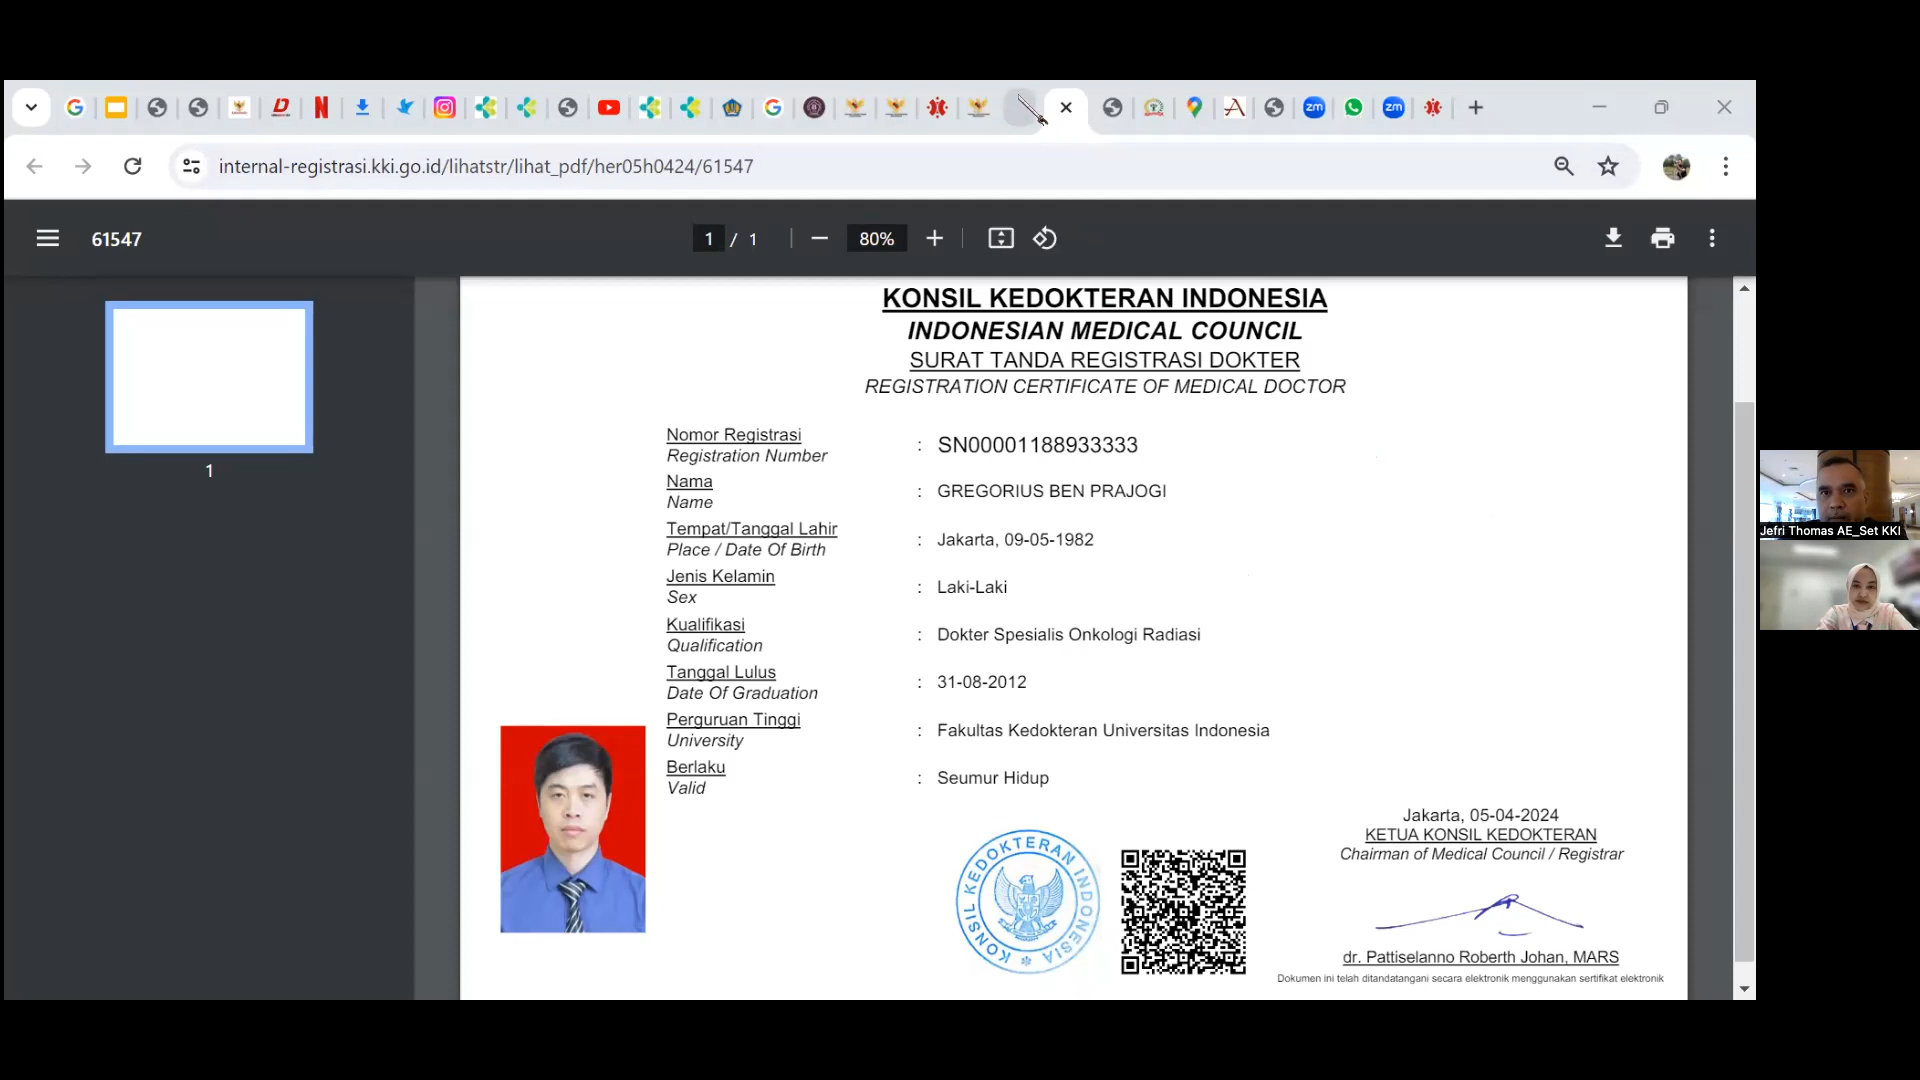 internal-registrasi.kki.go.id/lihatstr/lihat_pdf/her05h0424/61547
61547
1 / 1
80%
1
KONSIL KEDOKTERAN INDONESIA
INDONESIAN MEDICAL COUNCIL
SURAT TANDA REGISTRASI DOKTER
REGISTRATION CERTIFICATE OF MEDICAL DOCTOR
Nomor Registrasi
Registration Number : SN00001188933333
Nama
Name : GREGORIUS BEN PRAJOGI
Tempat/Tanggal Lahir
Place / Date Of Birth : Jakarta, 09-05-1982
Jenis Kelamin
Sex : Laki-Laki
Kualifikasi
Qualification : Dokter Spesialis Onkologi Radiasi
Tanggal Lulus
Date Of Graduation : 31-08-2012
Perguruan Tinggi
University : Fakultas Kedokteran Universitas Indonesia
Berlaku
Valid : Seumur Hidup
KONSIL KEDOKTERAN INDONESIA
Jakarta, 05-04-2024
KETUA KONSIL KEDOKTERAN
Chairman of Medical Council / Registrar
dr. Pattiselanno Roberth Johan, MARS
Dokumen ini telah ditandatangani secara elektronik menggunakan sertifikat elektronik
Jefri Thomas AE_Set KKI
zm
zm